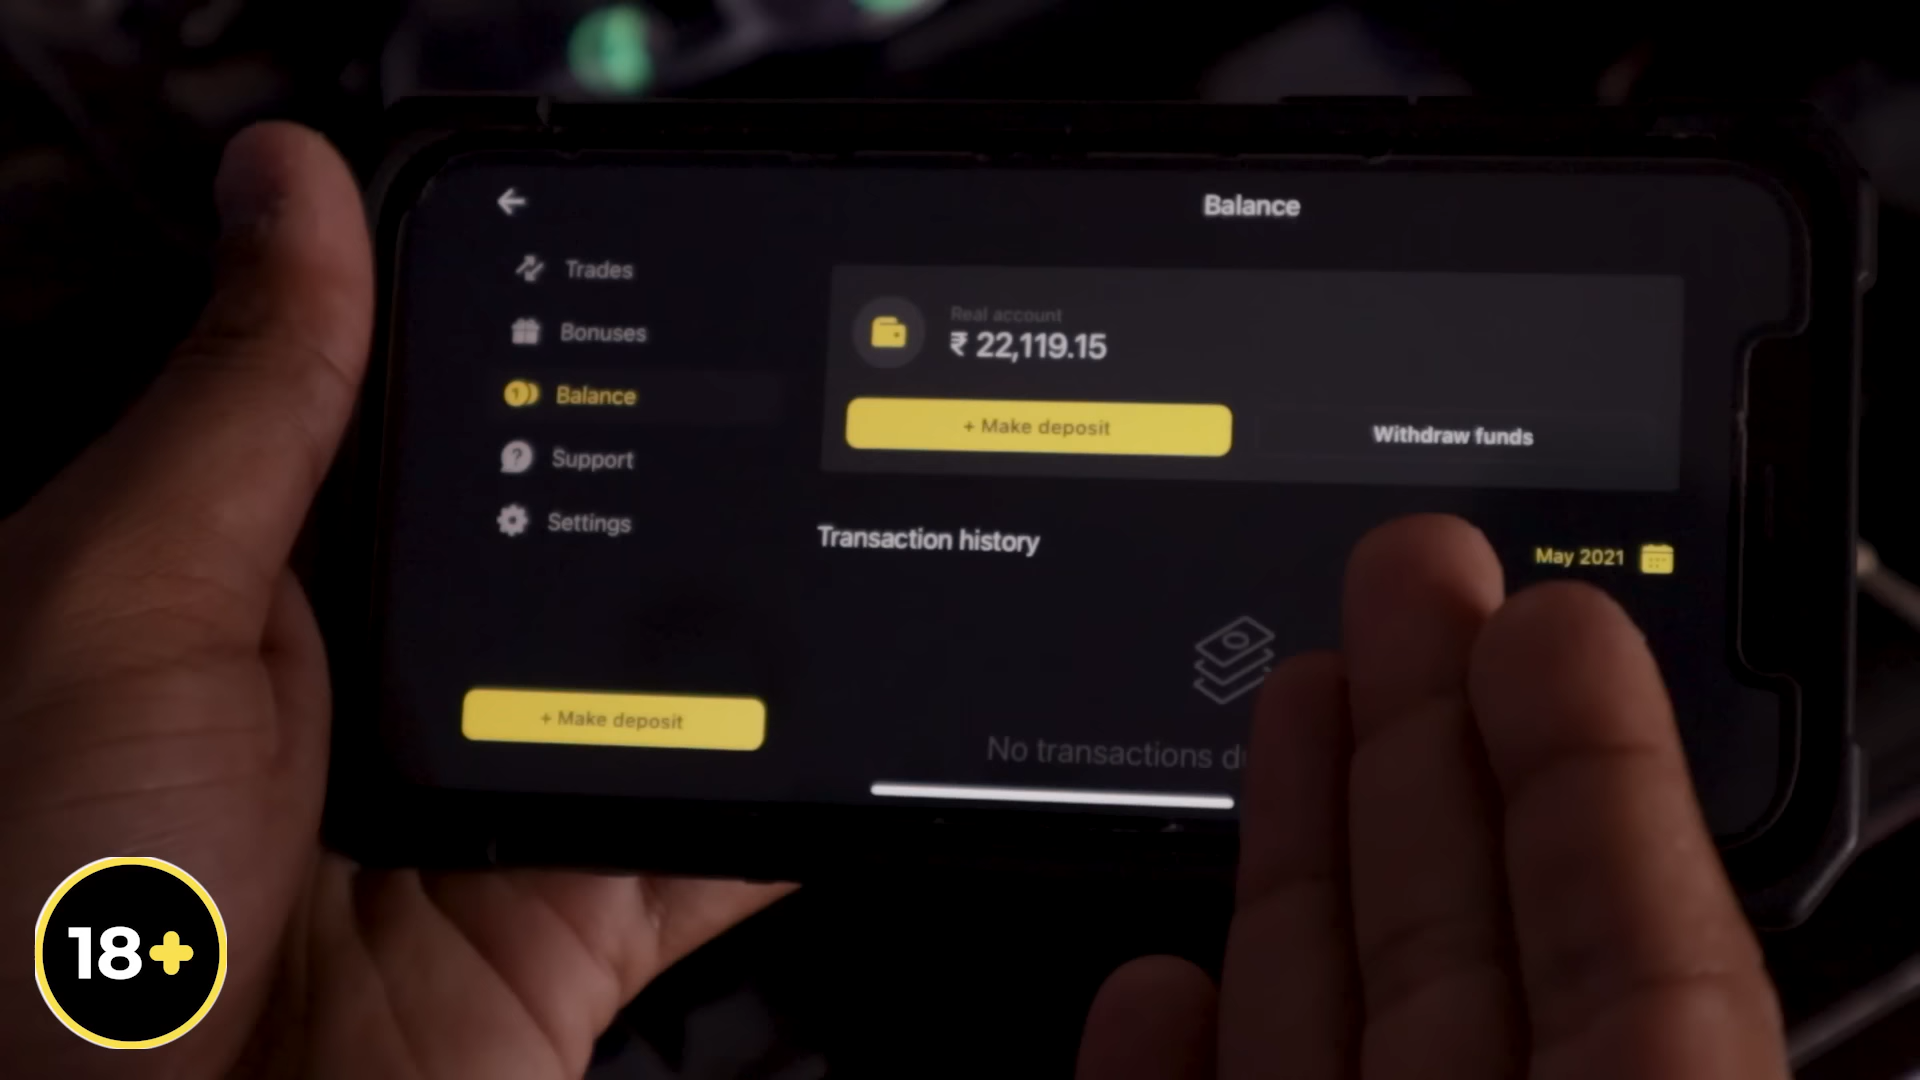 Balance
Trades
Bonuses
Balance
Support
Settings
+ Make deposit
Real account
₹ 22,119.15
+ Make deposit
Withdraw funds
Transaction history
May 2021
No transactions
18+